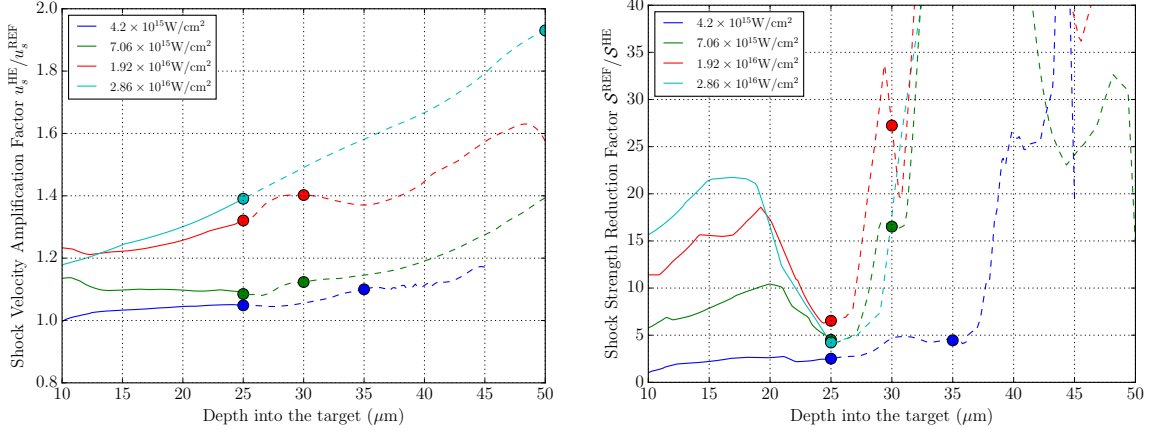 Shock Velocity Amplification Factor u_s^HE/u_s^REF
2.0
1.8
1.6
1.4
1.2
1.0
0.8
4.2 × 10^15 W/cm^2
7.06 × 10^15 W/cm^2
1.92 × 10^16 W/cm^2
2.86 × 10^16 W/cm^2
10 15 20 25 30 35 40 45 50
Depth into the target (μm)
Shock Strength Reduction Factor S^REF/S^HE
40
35
30
25
20
15
10
5
0
4.2 × 10^15 W/cm^2
7.06 × 10^15 W/cm^2
1.92 × 10^16 W/cm^2
2.86 × 10^16 W/cm^2
10 15 20 25 30 35 40 45 50
Depth into the target (μm)